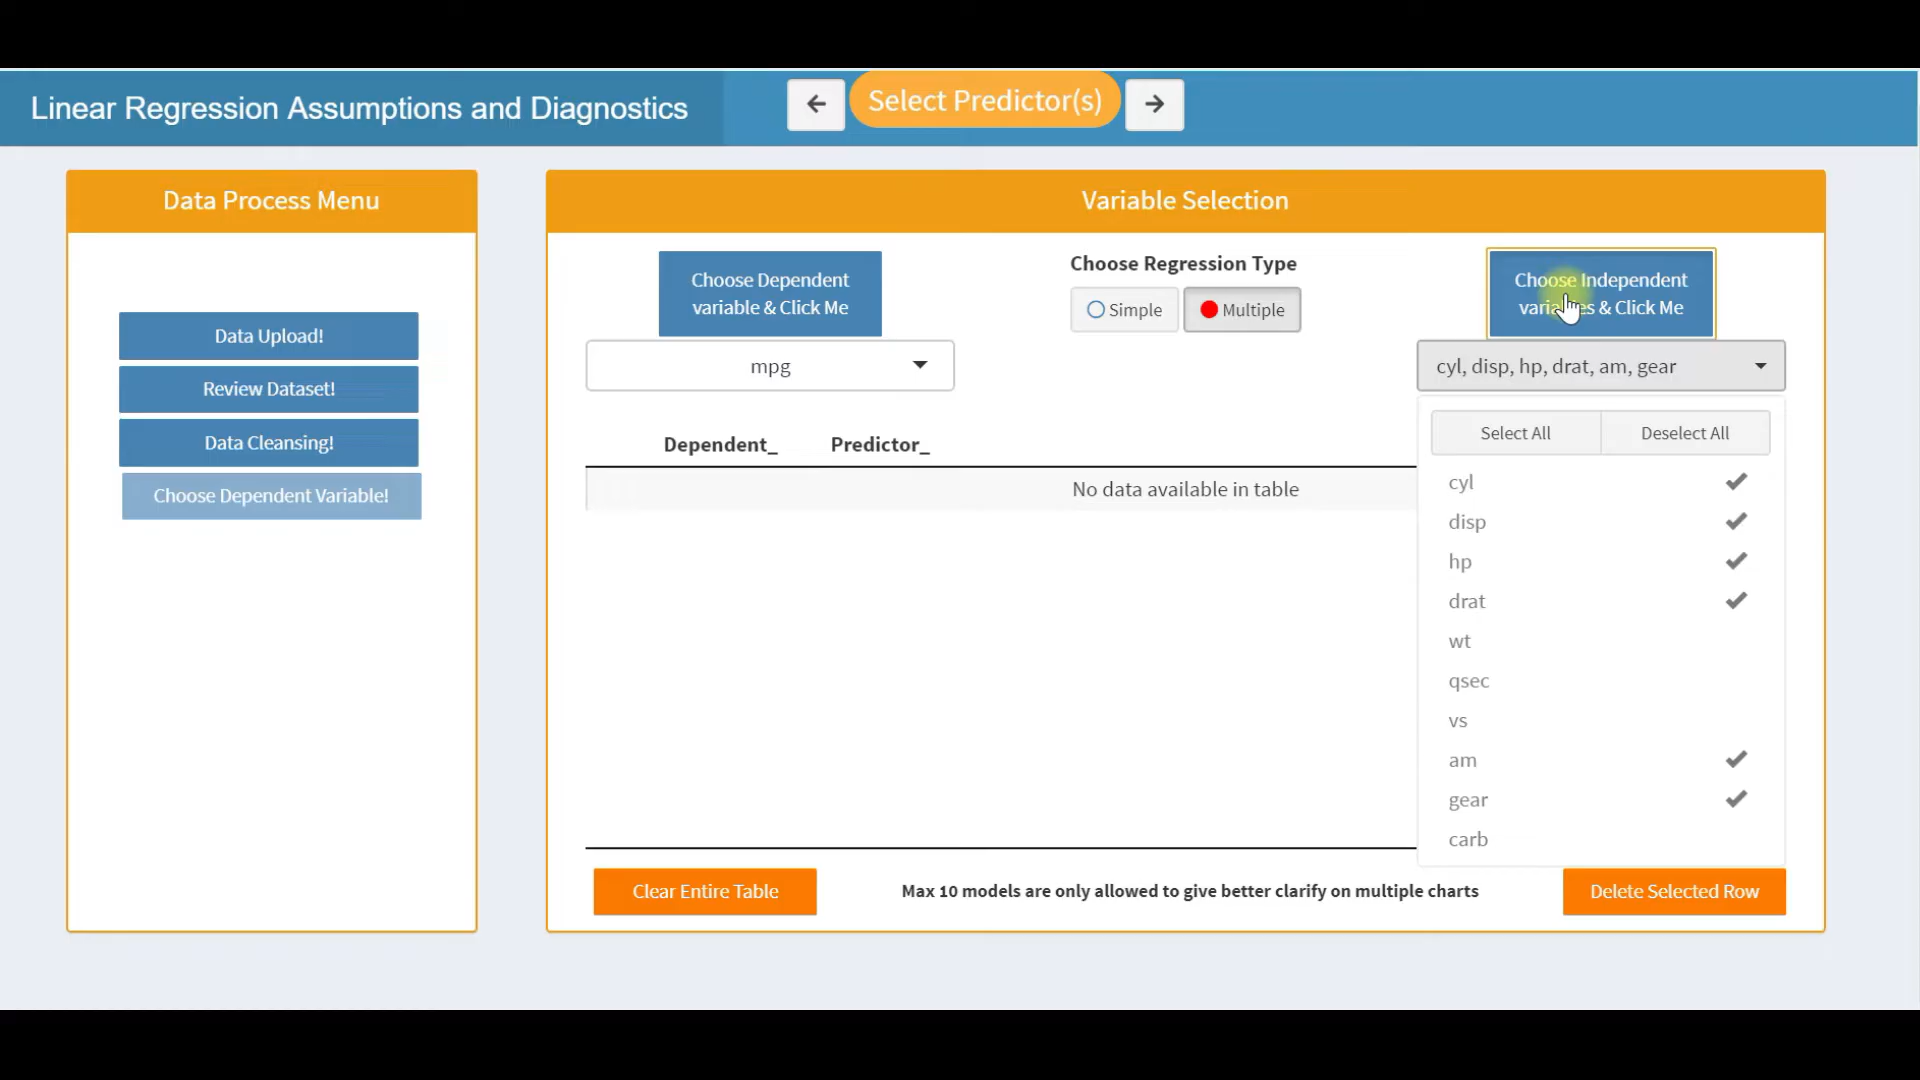 Linear Regression Assumptions and Diagnostics
Select Predictor(s)
Data Process Menu
Data Upload!
Review Dataset!
Data Cleansing!
Choose Dependent Variable!
Variable Selection
Choose Dependent
variable & Click Me
mpg
Choose Regression Type
Simple
Multiple
Choose Independent
variables & Click Me
cyl, disp, hp, drat, am, gear
Select All
Deselect All
cyl
disp
hp
drat
wt
qsec
vs
am
gear
carb
Dependent_
Predictor_
No data available in table
Clear Entire Table
Max 10 models are only allowed to give better clarify on multiple charts
Delete Selected Row